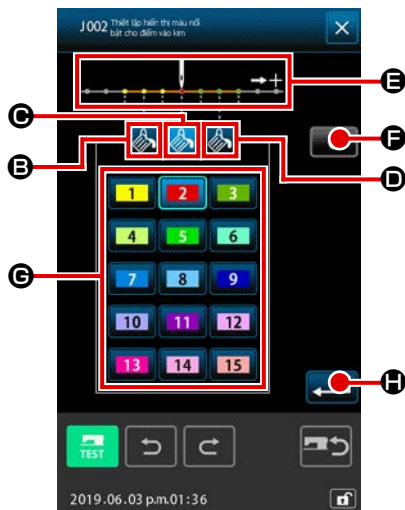 J002 Thiết lập hiển thị màu nổi
bật cho điểm vào kim
E
C
B
F
D
1 2 3
4 5 6
G
7 8 9
10 11 12
13 14 15
H
TEST
2019.06.03 p.m.01:36